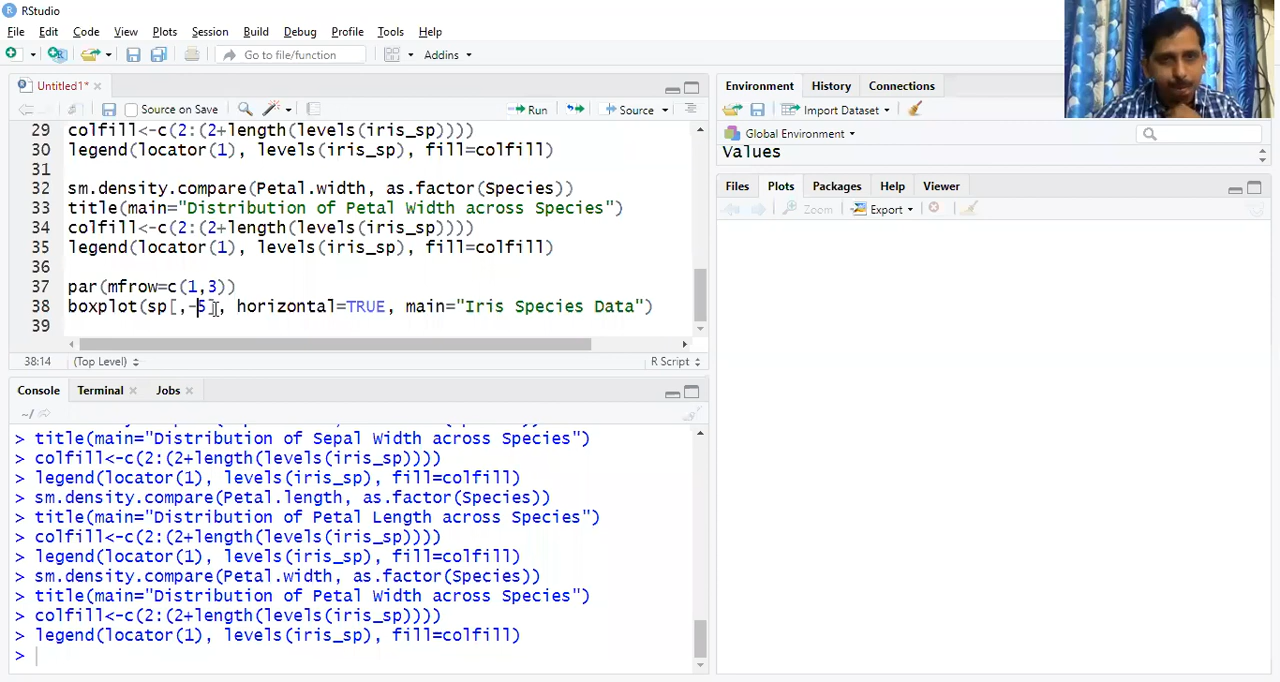 RStudio
File Edit Code View Plots Session Build Debug Profile Tools Help
Go to file/function Addins
Untitled1*
Source on Save Run Source
29 colfill<-c(2:(2+length(levels(iris_sp))))
30 legend(locator(1), levels(iris_sp), fill=colfill)
31
32 sm.density.compare(Petal.width, as.factor(Species))
33 title(main="Distribution of Petal Width across Species")
34 colfill<-c(2:(2+length(levels(iris_sp))))
35 legend(locator(1), levels(iris_sp), fill=colfill)
36
37 par(mfrow=c(1,3))
38 boxplot(sp[,-5], horizontal=TRUE, main="Iris Species Data")
39
38:14 (Top Level) R Script
Console Terminal Jobs
~/
> title(main="Distribution of Sepal Width across Species")
> colfill<-c(2:(2+length(levels(iris_sp))))
> legend(locator(1), levels(iris_sp), fill=colfill)
> sm.density.compare(Petal.length, as.factor(Species))
> title(main="Distribution of Petal Length across Species")
> colfill<-c(2:(2+length(levels(iris_sp))))
> legend(locator(1), levels(iris_sp), fill=colfill)
> sm.density.compare(Petal.width, as.factor(Species))
> title(main="Distribution of Petal Width across Species")
> colfill<-c(2:(2+length(levels(iris_sp))))
> legend(locator(1), levels(iris_sp), fill=colfill)
>
Environment History Connections
Import Dataset
Global Environment
Values
Files Plots Packages Help Viewer
Zoom Export